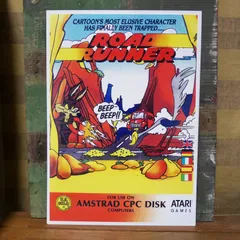 CARTOON'S MOST ELUSIVE CHARACTER
HAS FINALLY BEEN TRAPPED...
ROAD
RUNNER
BEEP-
BEEP!!
FOR USE ON
AMSTRAD CPC DISK
COMPUTERS
ATARI
GAMES